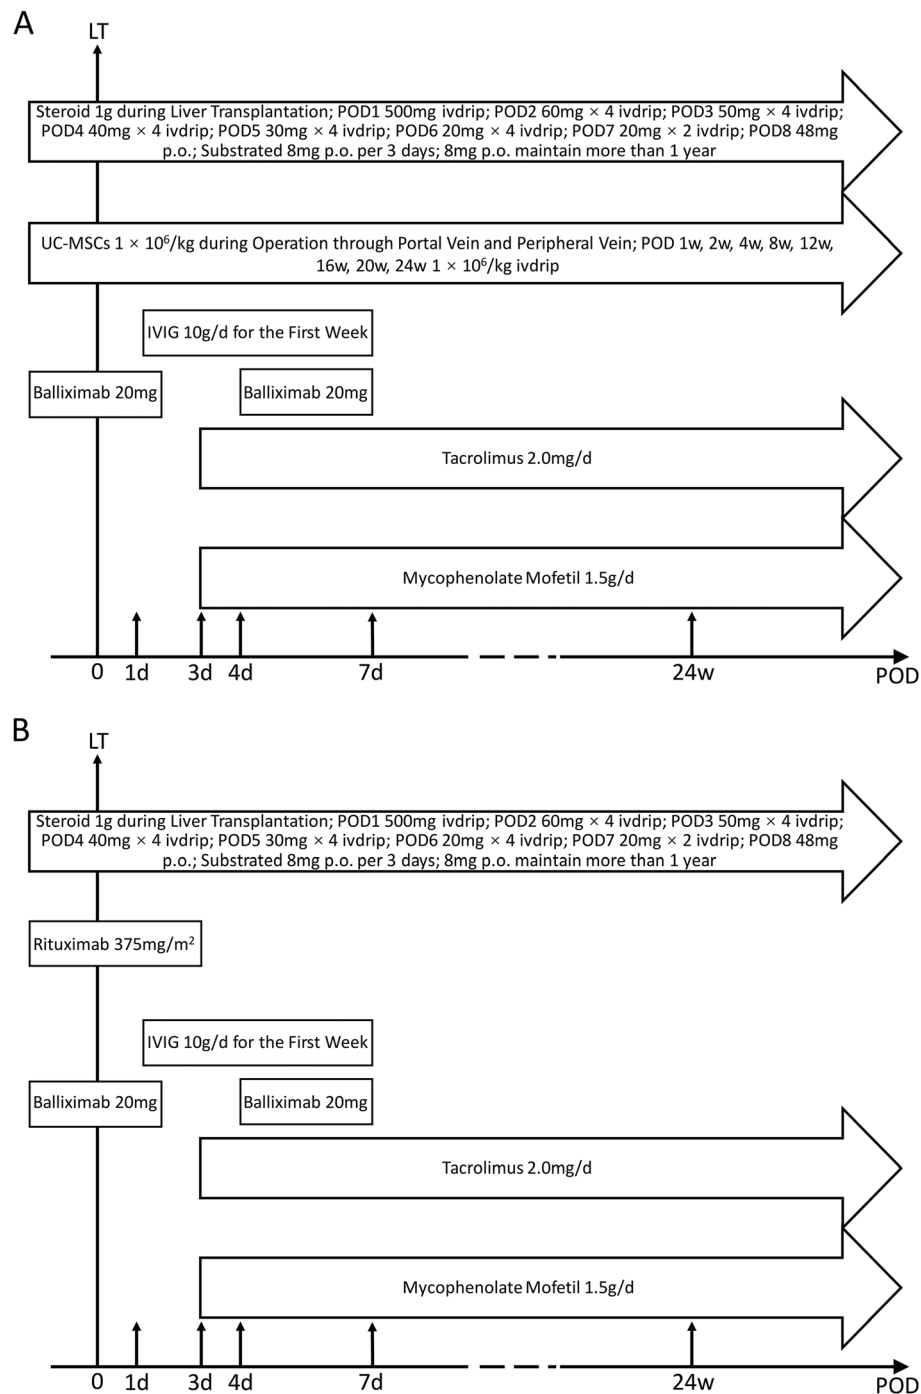 A
LT
Steroid 1g during Liver Transplantation; POD1 500mg ivdrip; POD2 60mg × 4 ivdrip; POD3 50mg × 4 ivdrip;
POD4 40mg × 4 ivdrip; POD5 30mg × 4 ivdrip; POD6 20mg × 4 ivdrip; POD7 20mg × 2 ivdrip; POD8 48mg
p.o.; Substrated 8mg p.o. per 3 days; 8mg p.o. maintain more than 1 year
UC-MSCs 1 × 10⁶/kg during Operation through Portal Vein and Peripheral Vein; POD 1w, 2w, 4w, 8w, 12w,
16w, 20w, 24w 1 × 10⁶/kg ivdrip
IVIG 10g/d for the First Week
Balliximab 20mg
Balliximab 20mg
Tacrolimus 2.0mg/d
Mycophenolate Mofetil 1.5g/d
0 1d 3d 4d 7d 24w POD
B
LT
Steroid 1g during Liver Transplantation; POD1 500mg ivdrip; POD2 60mg × 4 ivdrip; POD3 50mg × 4 ivdrip;
POD4 40mg × 4 ivdrip; POD5 30mg × 4 ivdrip; POD6 20mg × 4 ivdrip; POD7 20mg × 2 ivdrip; POD8 48mg
p.o.; Substrated 8mg p.o. per 3 days; 8mg p.o. maintain more than 1 year
Rituximab 375mg/m²
IVIG 10g/d for the First Week
Balliximab 20mg
Balliximab 20mg
Tacrolimus 2.0mg/d
Mycophenolate Mofetil 1.5g/d
0 1d 3d 4d 7d 24w POD